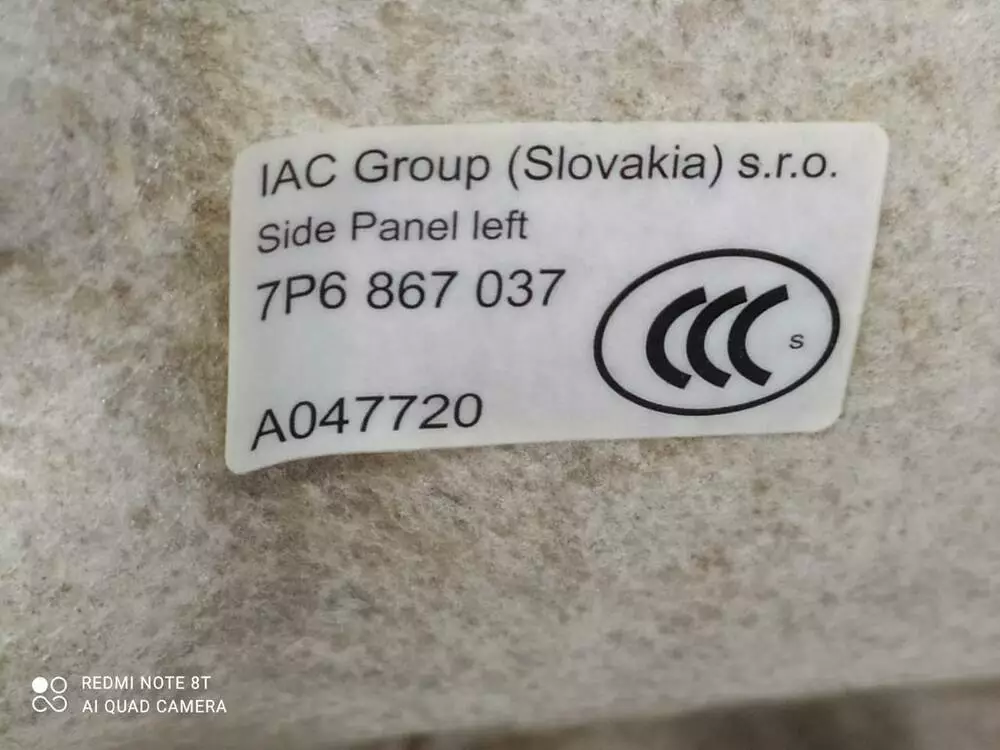 IAC Group (Slovakia) s.r.o.
Side Panel left
7P6 867 037
CCC S
A047720
REDMI NOTE 8T
AI QUAD CAMERA